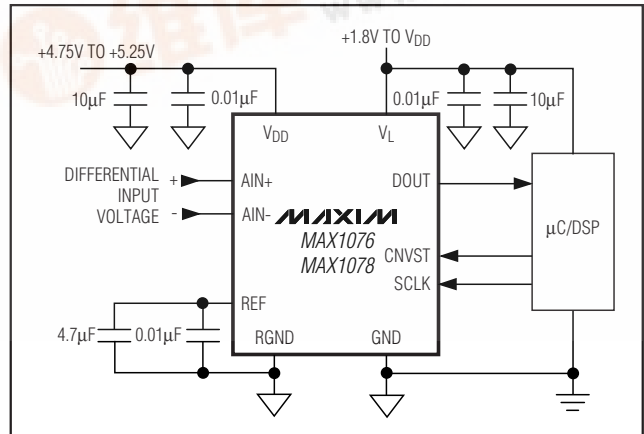 +4.75V TO +5.25V
+1.8V TO VDD
10µF
0.01µF
0.01µF
10µF
VDD
VL
DIFFERENTIAL
INPUT
VOLTAGE
+
-
AIN+
AIN-
DOUT
MAXIM
MAX1076
MAX1078
CNVST
SCLK
µC/DSP
REF
4.7µF
0.01µF
RGND
GND